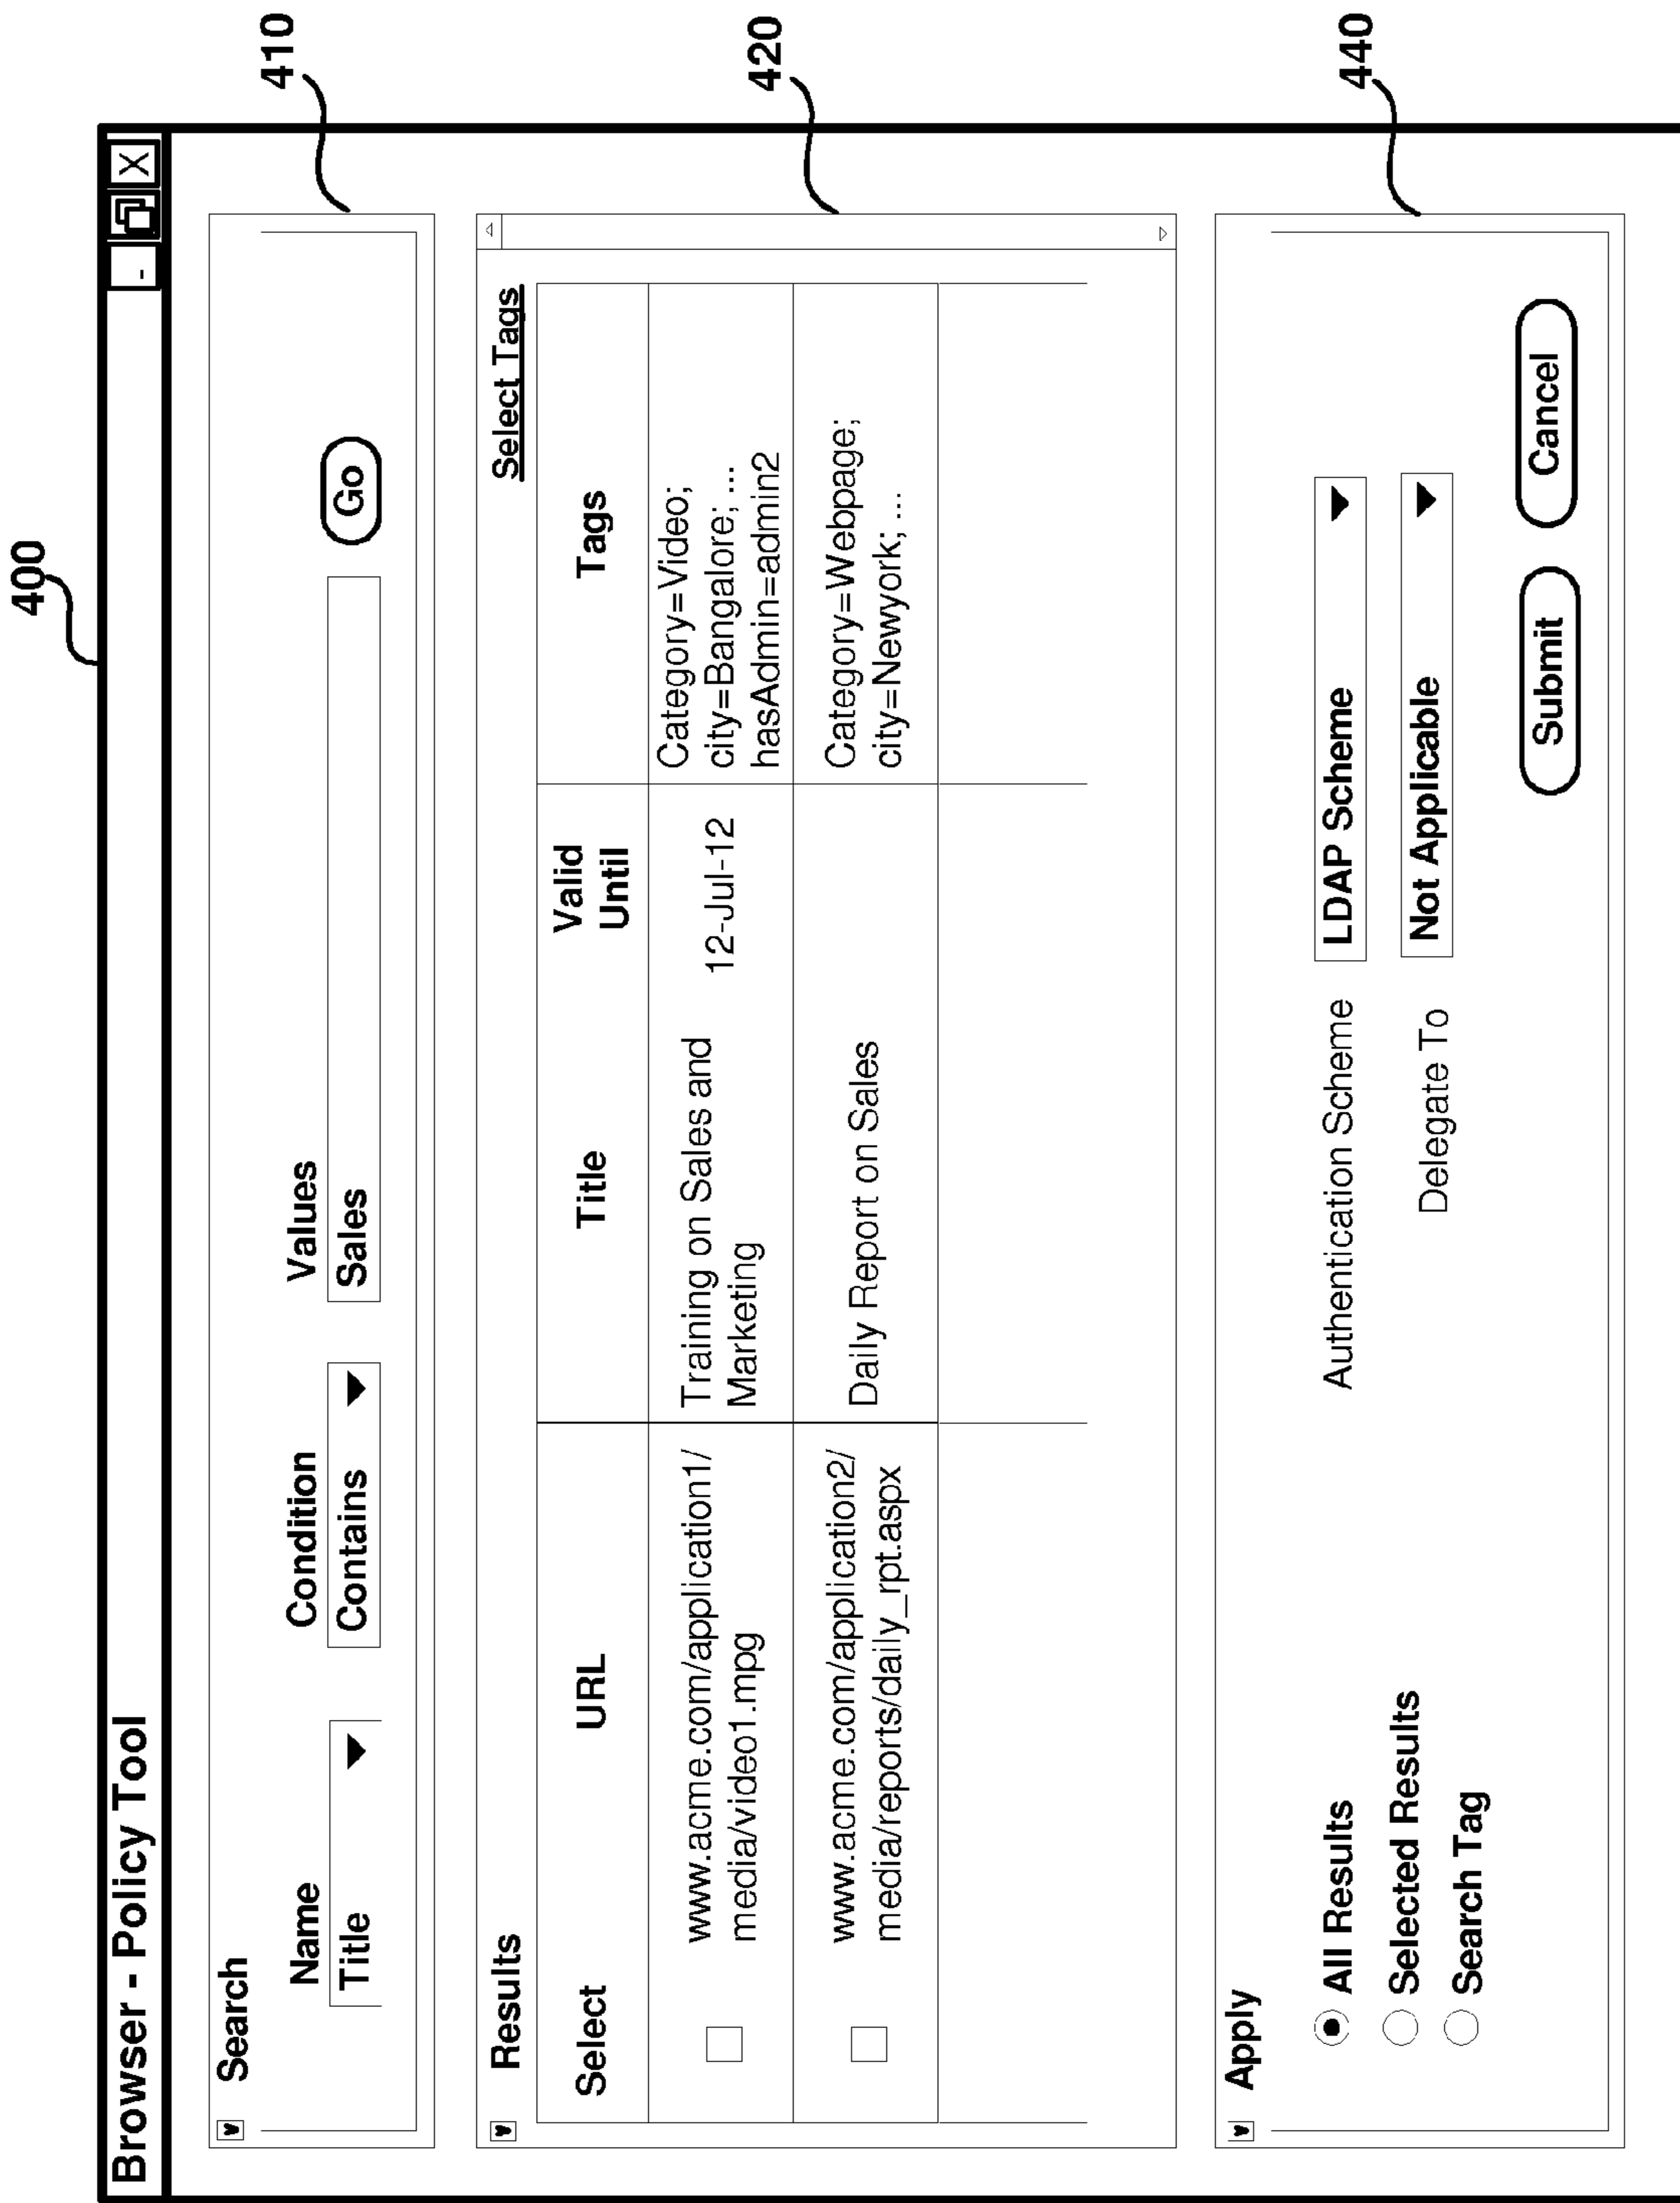 400
Browser - Policy Tool
- X
410
Search
Name Condition Values
Title Contains Sales Go
420
Results Select Tags
Select URL Title Valid Until Tags
www.acme.com/application1/
media/video1.mpg
Training on Sales and
Marketing
12-Jul-12
Category=Video;
city=Bangalore; ...
hasAdmin=admin2
www.acme.com/application2/
media/reports/daily_rpt.aspx
Daily Report on Sales
Category=Webpage;
city=Newyork; ...
440
Apply
All Results
Selected Results
Search Tag
Authentication Scheme LDAP Scheme
Delegate To Not Applicable
Submit Cancel